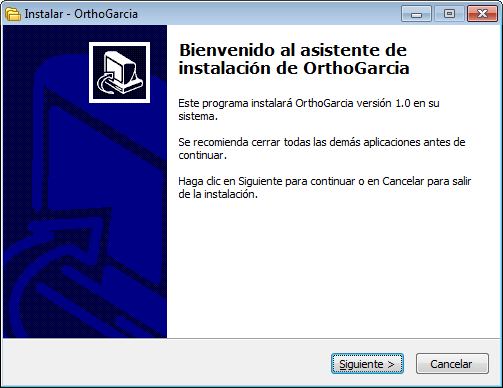 Instalar - OrthoGarcia
Bienvenido al asistente de
instalación de OrthoGarcia
Este programa instalará OrthoGarcia versión 1.0 en su
sistema.
Se recomienda cerrar todas las demás aplicaciones antes de
continuar.
Haga clic en Siguiente para continuar o en Cancelar para salir
de la instalación.
Siguiente >
Cancelar